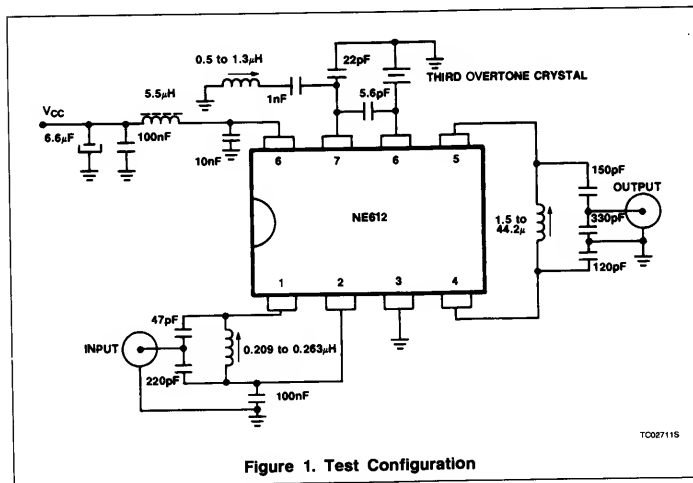 0.5 to 1.3µH
22pF
THIRD OVERTONE CRYSTAL
1nF
5.6pF
5.5µH
VCC
6.6µF
100nF
10nF
6
7
6
5
150pF
OUTPUT
NE612
1.5 to
44.2µ
330pF
120pF
1
2
3
4
47pF
INPUT
0.209 to 0.263µH
220pF
100nF
TC02711S
Figure 1. Test Configuration